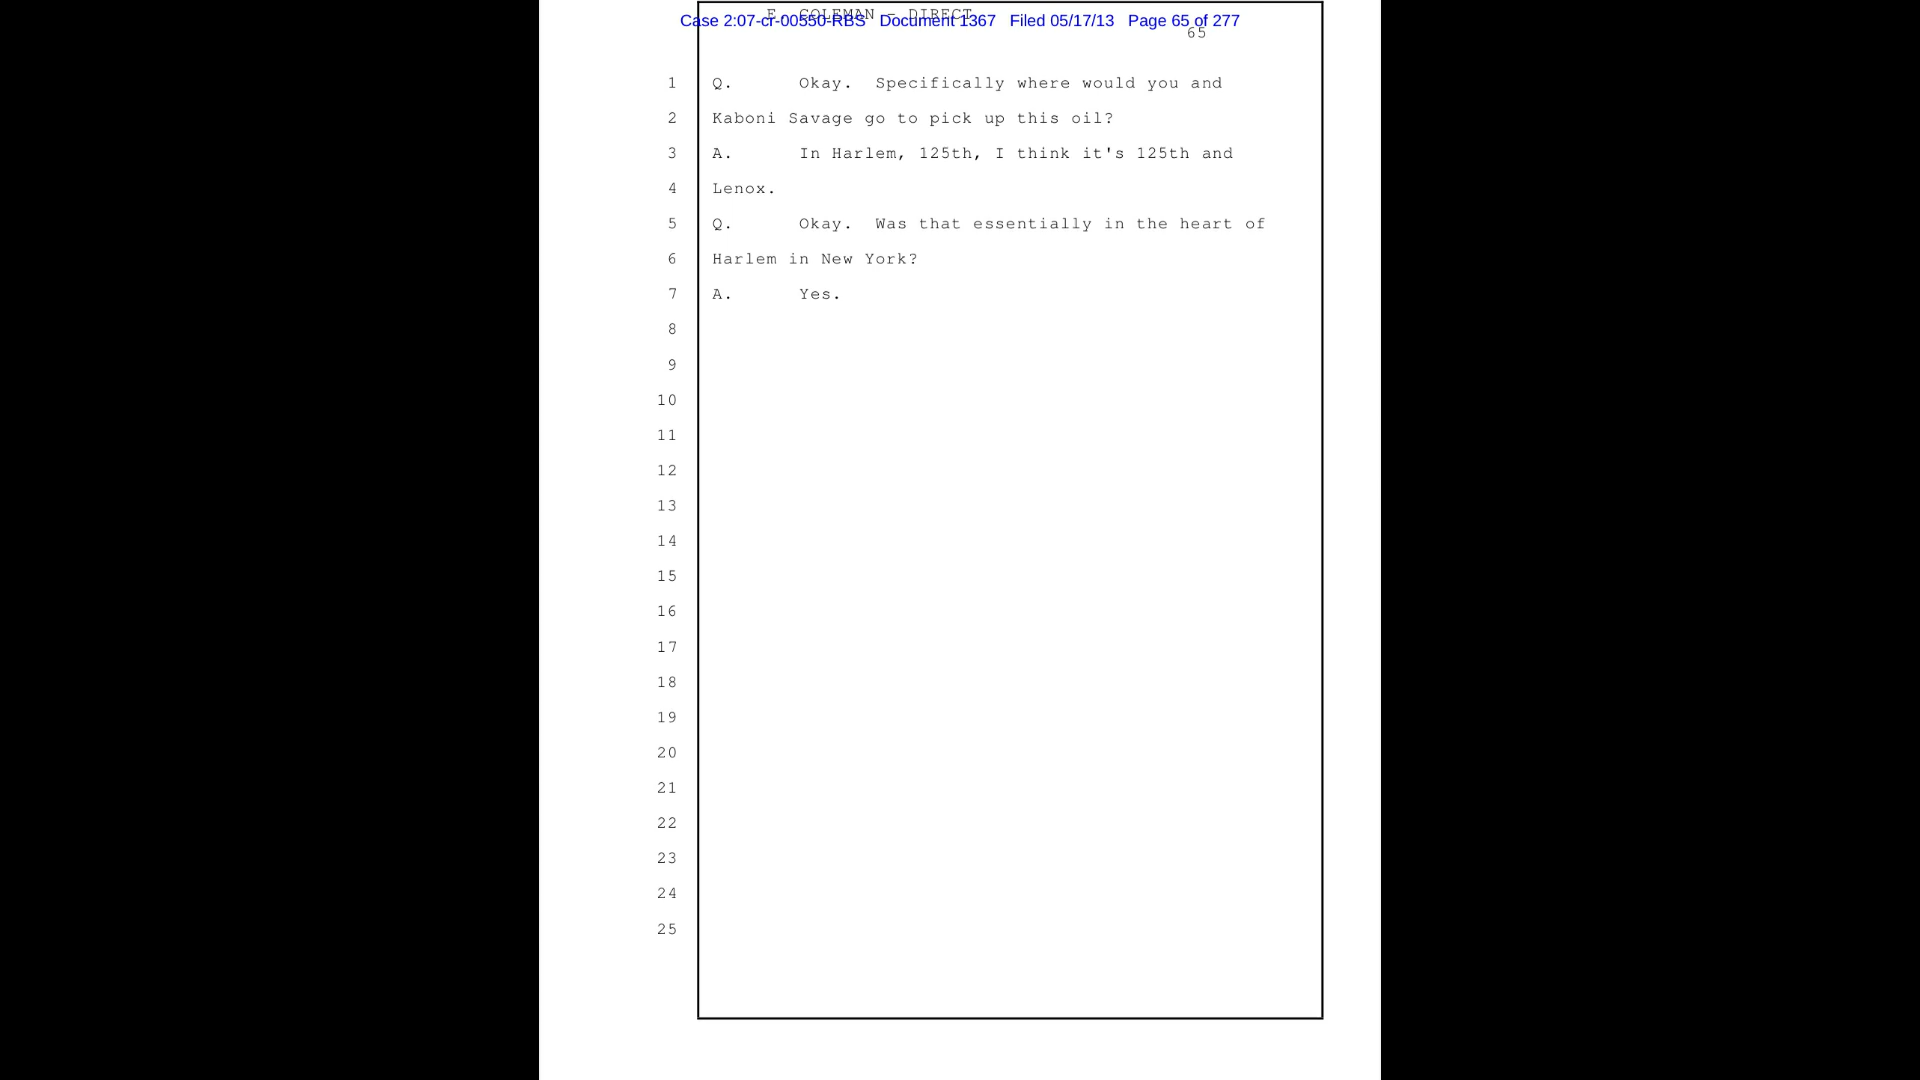 E. COLEMAN - DIRECT
Case 2:07-cr-00550-RBS Document 1367 Filed 05/17/13 Page 65 of 277
65
1 Q. Okay. Specifically where would you and
2 Kaboni Savage go to pick up this oil?
3 A. In Harlem, 125th, I think it's 125th and
4 Lenox.
5 Q. Okay. Was that essentially in the heart of
6 Harlem in New York?
7 A. Yes.
8
9
10
11
12
13
14
15
16
17
18
19
20
21
22
23
24
25